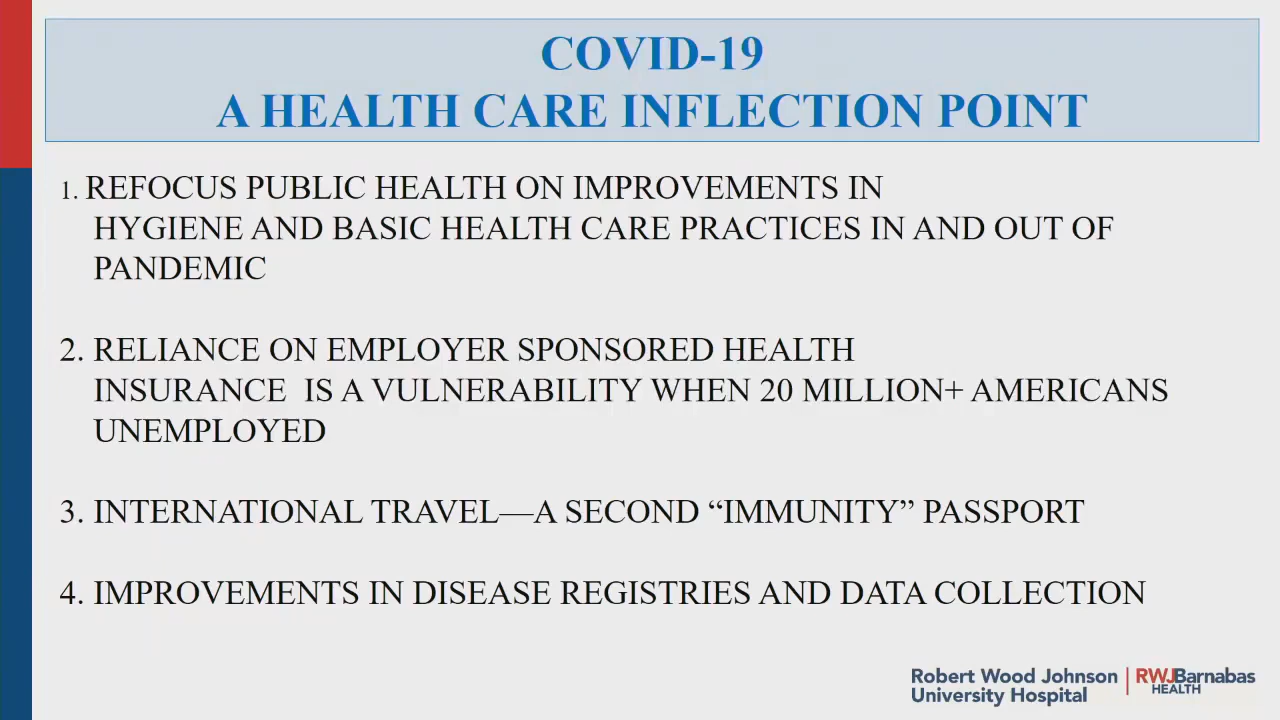 COVID-19
A HEALTH CARE INFLECTION POINT
1. REFOCUS PUBLIC HEALTH ON IMPROVEMENTS IN
HYGIENE AND BASIC HEALTH CARE PRACTICES IN AND OUT OF
PANDEMIC
2. RELIANCE ON EMPLOYER SPONSORED HEALTH
INSURANCE  IS A VULNERABILITY WHEN 20 MILLION+ AMERICANS
UNEMPLOYED
3. INTERNATIONAL TRAVEL—A SECOND “IMMUNITY” PASSPORT
4. IMPROVEMENTS IN DISEASE REGISTRIES AND DATA COLLECTION
Robert Wood Johnson
University Hospital
RWJBarnabas
HEALTH